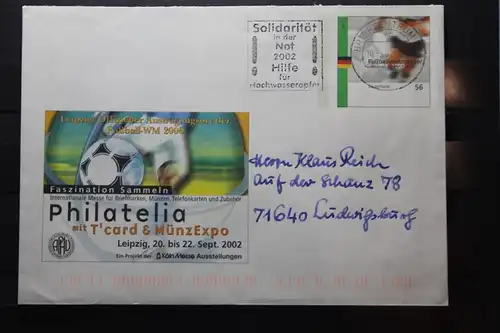 Solidarität
in der
Not
2002
Hilfe
für
Hochwasseropfer
56
Leipzig
Fußball-WM 2006
Faszination Sammeln
Internationale Messe für Briefmarken, Münzen, Telefonkarten und Zubehör
Philatelia
mit T'card & MünzExpo
Leipzig, 20. bis 22. Sept. 2002
Ein Projekt der KölnMesse Ausstellungen
Herrn Klaus Reich
Auf der Schanz 78
71640 Ludwigsburg